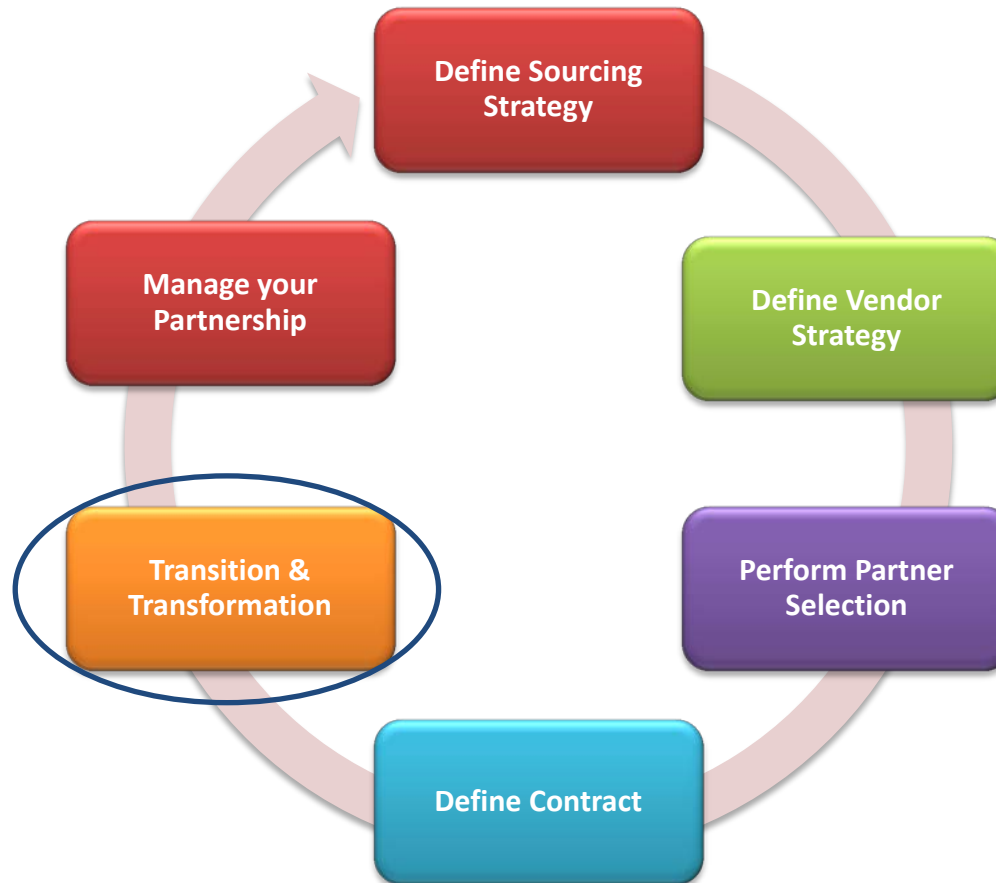 Define Sourcing
Strategy
Define Vendor
Strategy
Perform Partner
Selection
Define Contract
Transition &
Transformation
Manage your
Partnership